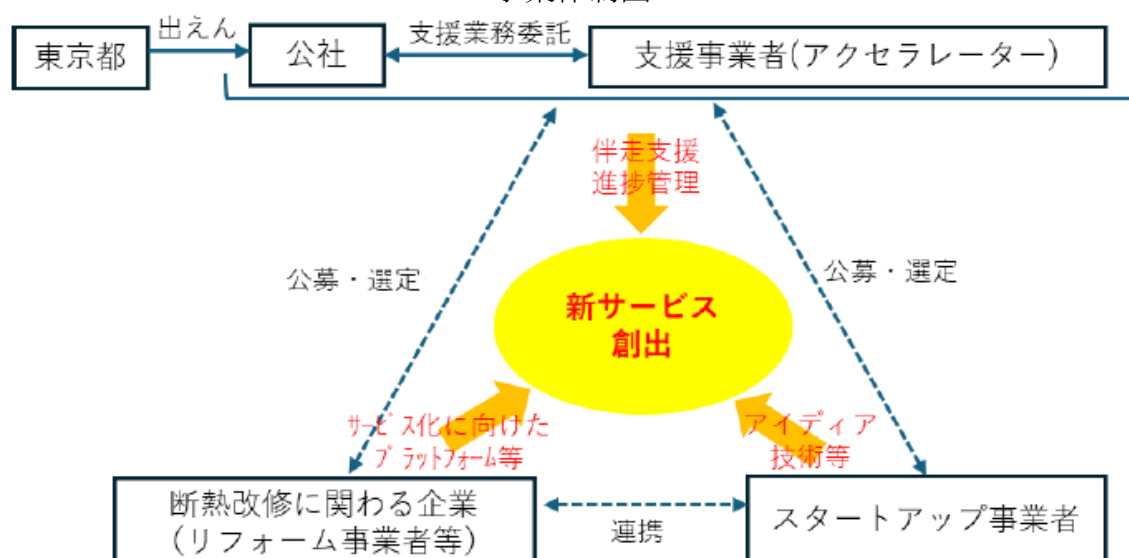 東京都
出えん
公社
支援業務委託
支援事業者(アクセラレーター)
伴走支援
進捗管理
公募・選定
公募・選定
新サービス
創出
サービス化に向けた
プラットフォーム等
アイディア
技術等
断熱改修に関わる企業
(リフォーム事業者等)
連携
スタートアップ事業者